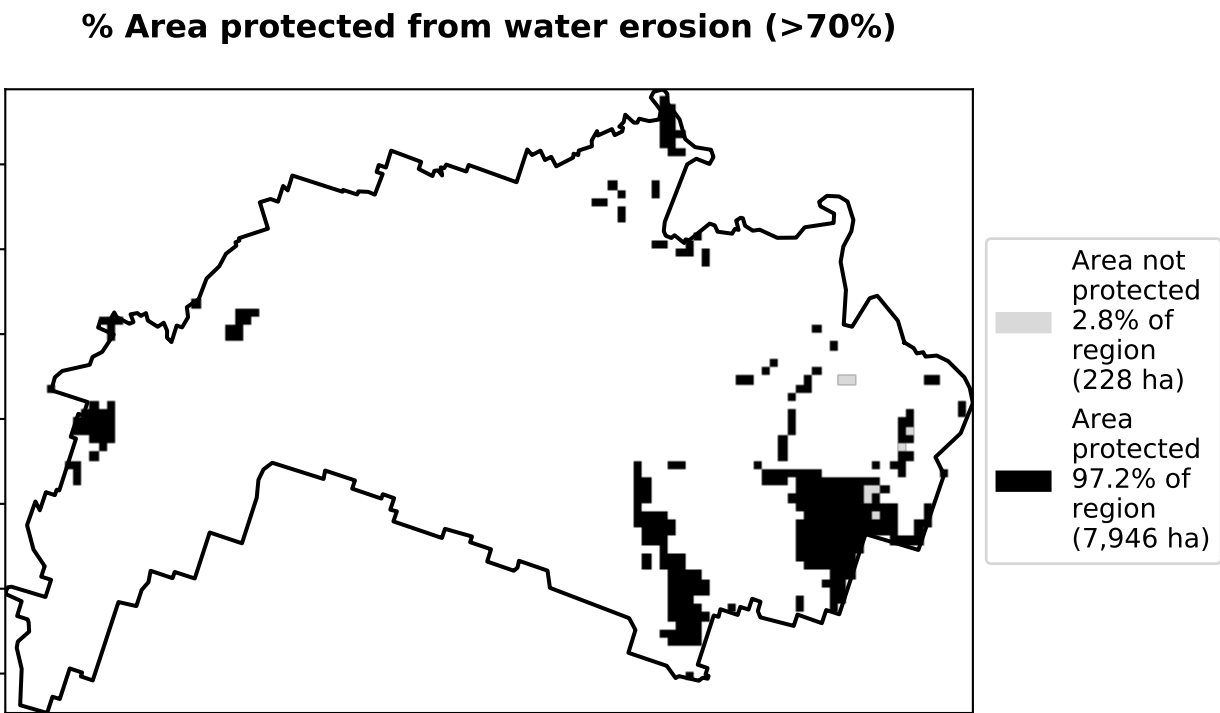 % Area protected from water erosion (>70%)
Area not
protected
2.8% of
region
(228 ha)
Area
protected
97.2% of
region
(7,946 ha)